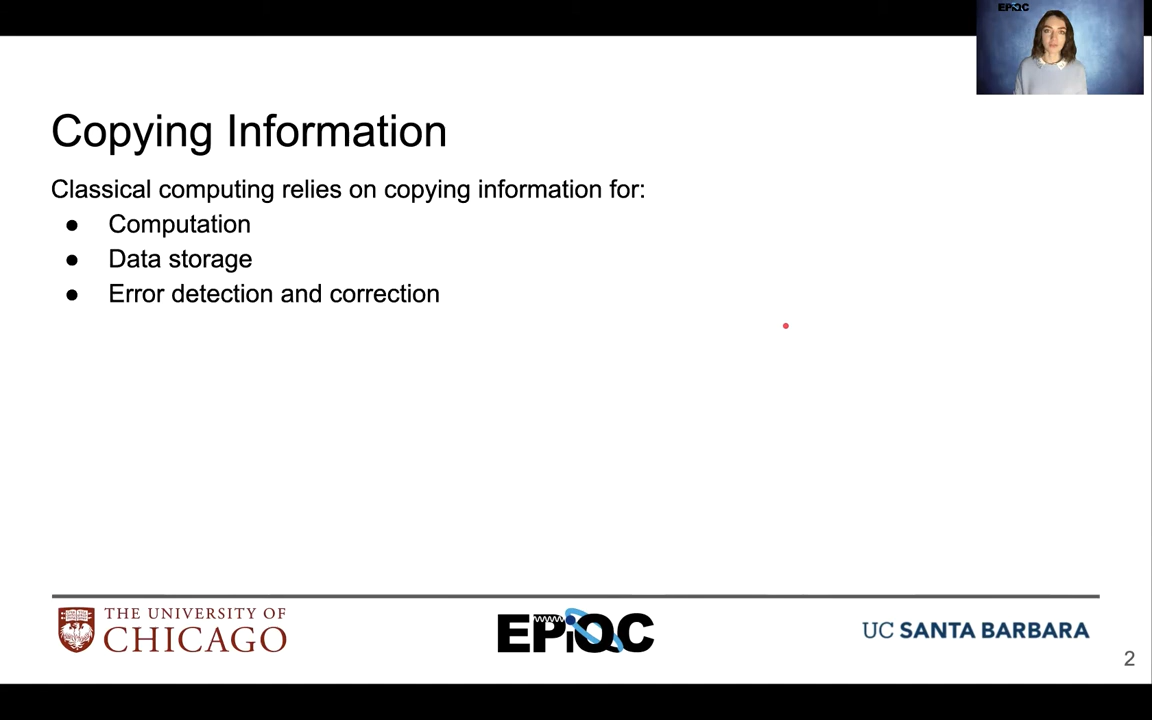 EPiQC
Copying Information
Classical computing relies on copying information for:
● Computation
● Data storage
● Error detection and correction
THE UNIVERSITY OF
CHICAGO
EPiQC
UC SANTA BARBARA
2